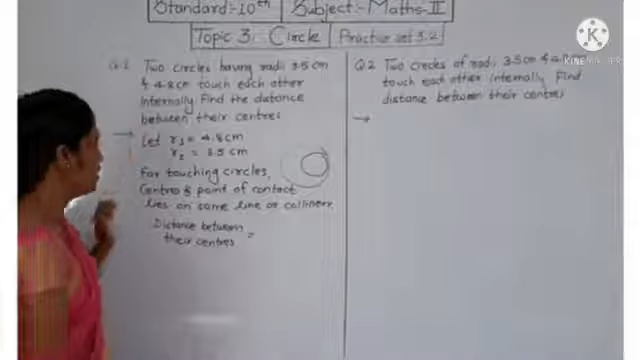 Standard:- 10th Subject:- Maths-II
Topic 3: Circle Practice set 3.2
Q.1 Two circles having radii 3.5 cm
& 4.8 cm touch each other
internally. Find the distance
between their centres
→ Let r1 = 4.8 cm
r2 = 3.5 cm
For touching circles,
Centres & point of contact
lies on same line or collinear.
Distance between
their centres =
Q.2 Two circles of radii 3.5 cm &
touch each other internally. Find
distance between their centres
→
KINEMASTER
K